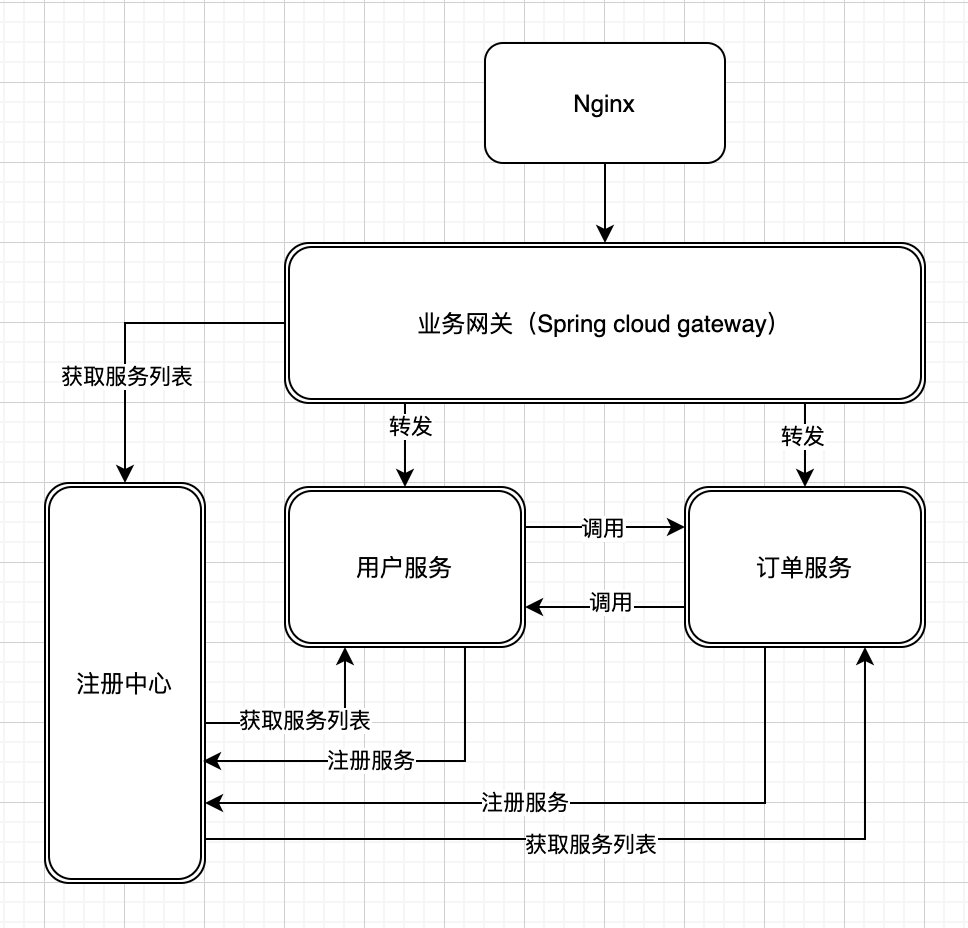 Nginx
业务网关（Spring cloud gateway）
获取服务列表
转发
转发
用户服务
调用
调用
订单服务
注册中心
获取服务列表
注册服务
注册服务
获取服务列表